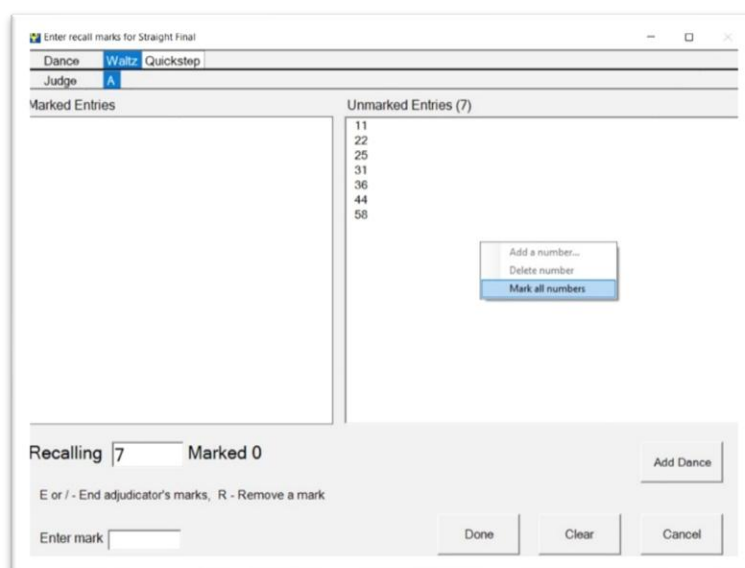 Enter recall marks for Straight Final
Dance Waltz Quickstep
Judge A
Marked Entries
Unmarked Entries (7)
11
22
25
31
36
44
58
Add a number...
Delete number
Mark all numbers
Recalling 7 Marked 0
Add Dance
E or / - End adjudicator's marks, R - Remove a mark
Enter mark
Done
Clear
Cancel